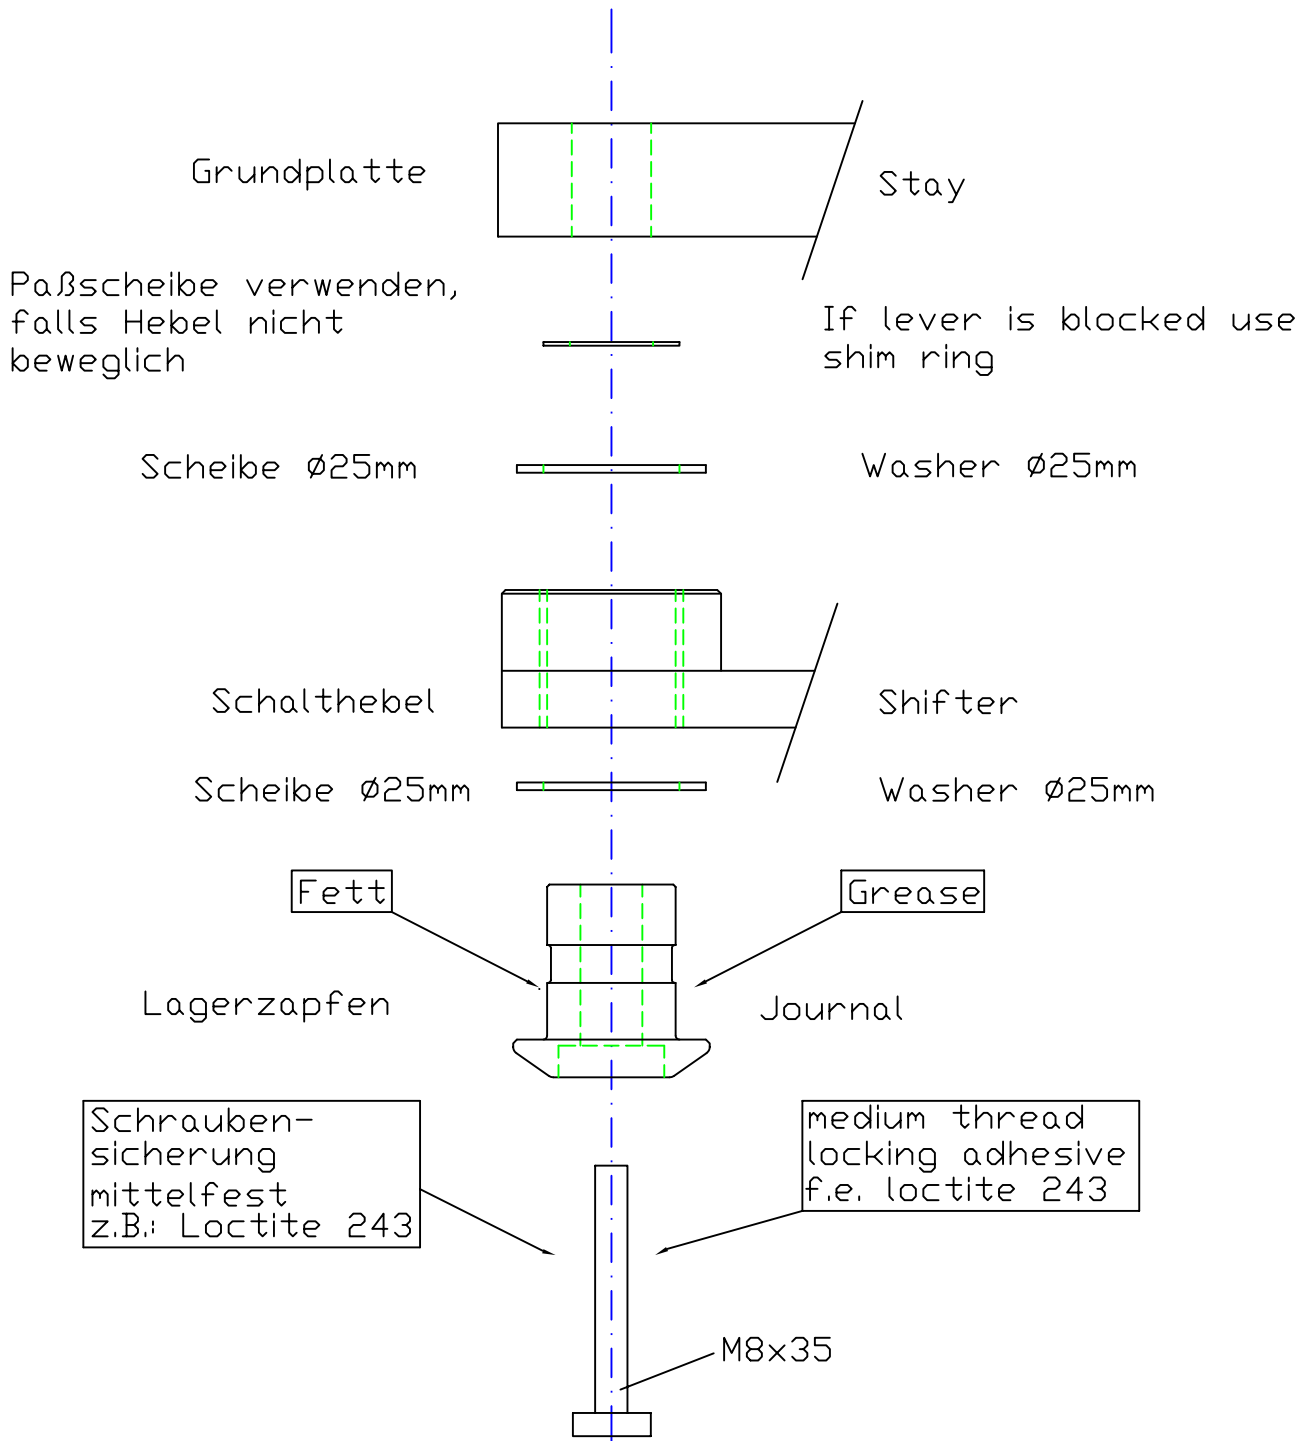 Grundplatte
Stay
Paßscheibe verwenden,
falls Hebel nicht
beweglich
If lever is blocked use
shim ring
Scheibe Ø25mm
Washer Ø25mm
Schalthebel
Shifter
Scheibe Ø25mm
Washer Ø25mm
Fett
Grease
Lagerzapfen
Journal
Schrauben-
sicherung
mittelfest
z.B.: Loctite 243
medium thread
locking adhesive
f.e. loctite 243
M8x35